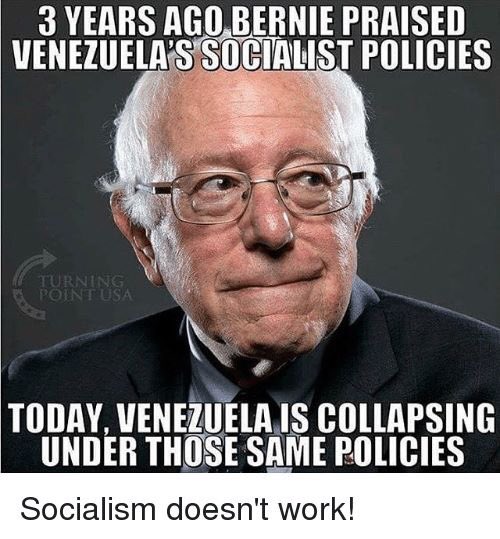 3 YEARS AGO BERNIE PRAISED
VENEZUELA'S SOCIALIST POLICIES
TURNING
POINT USA
TODAY, VENEZUELA IS COLLAPSING
UNDER THOSE SAME POLICIES
Socialism doesn't work!